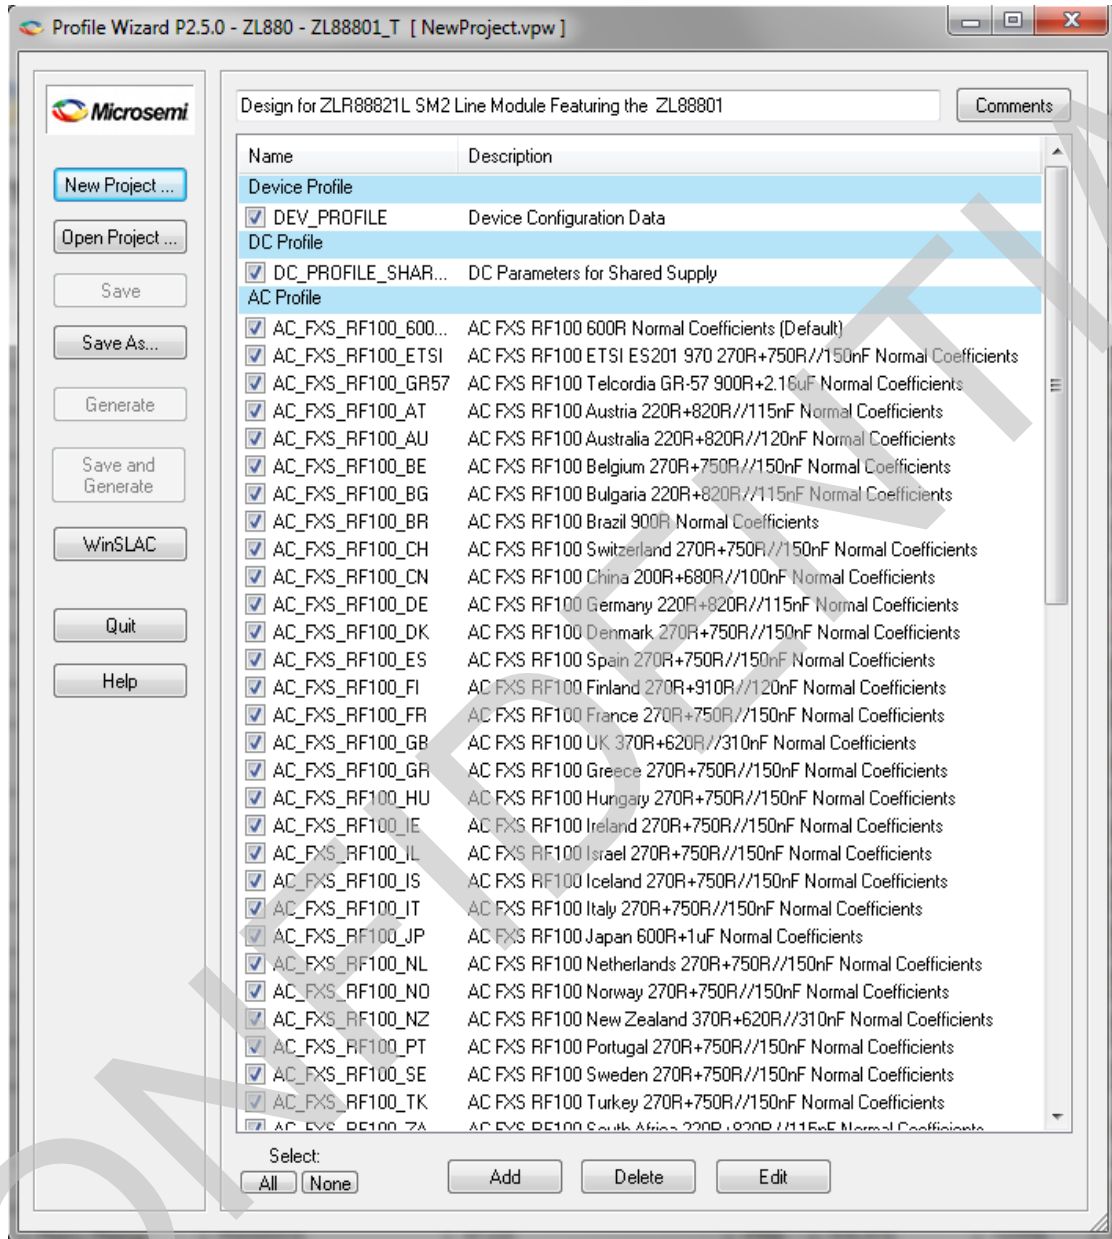 Profile Wizard P2.5.0 - ZL880 - ZL88801_T [ NewProject.vpw ]
Microsemi
Design for ZLR88821L SM2 Line Module Featuring the ZL88801
Comments
New Project ...
Open Project ...
Save
Save As...
Generate
Save and
Generate
WinSLAC
Quit
Help
Name Description
Device Profile
DEV_PROFILE Device Configuration Data
DC Profile
DC_PROFILE_SHAR... DC Parameters for Shared Supply
AC Profile
AC_FXS_RF100_600... AC FXS RF100 600R Normal Coefficients (Default)
AC_FXS_RF100_ETSI AC FXS RF100 ETSI ES201 970 270R+750R//150nF Normal Coefficients
AC_FXS_RF100_GR57 AC FXS RF100 Telcordia GR-57 900R+2.16uF Normal Coefficients
AC_FXS_RF100_AT AC FXS RF100 Austria 220R+820R//115nF Normal Coefficients
AC_FXS_RF100_AU AC FXS RF100 Australia 220R+820R//120nF Normal Coefficients
AC_FXS_RF100_BE AC FXS RF100 Belgium 270R+750R//150nF Normal Coefficients
AC_FXS_RF100_BG AC FXS RF100 Bulgaria 220R+820R//115nF Normal Coefficients
AC_FXS_RF100_BR AC FXS RF100 Brazil 900R Normal Coefficients
AC_FXS_RF100_CH AC FXS RF100 Switzerland 270R+750R//150nF Normal Coefficients
AC_FXS_RF100_CN AC FXS RF100 China 200R+680R//100nF Normal Coefficients
AC_FXS_RF100_DE AC FXS RF100 Germany 220R+820R//115nF Normal Coefficients
AC_FXS_RF100_DK AC FXS RF100 Denmark 270R+750R//150nF Normal Coefficients
AC_FXS_RF100_ES AC FXS RF100 Spain 270R+750R//150nF Normal Coefficients
AC_FXS_RF100_FI AC FXS RF100 Finland 270R+910R//120nF Normal Coefficients
AC_FXS_RF100_FR AC FXS RF100 France 270R+750R//150nF Normal Coefficients
AC_FXS_RF100_GB AC FXS RF100 UK 370R+620R//310nF Normal Coefficients
AC_FXS_RF100_GR AC FXS RF100 Greece 270R+750R//150nF Normal Coefficients
AC_FXS_RF100_HU AC FXS RF100 Hungary 270R+750R//150nF Normal Coefficients
AC_FXS_RF100_IE AC FXS RF100 Ireland 270R+750R//150nF Normal Coefficients
AC_FXS_RF100_IL AC FXS RF100 Israel 270R+750R//150nF Normal Coefficients
AC_FXS_RF100_IS AC FXS RF100 Iceland 270R+750R//150nF Normal Coefficients
AC_FXS_RF100_IT AC FXS RF100 Italy 270R+750R//150nF Normal Coefficients
AC_FXS_RF100_JP AC FXS RF100 Japan 600R+1uF Normal Coefficients
AC_FXS_RF100_NL AC FXS RF100 Netherlands 270R+750R//150nF Normal Coefficients
AC_FXS_RF100_NO AC FXS RF100 Norway 270R+750R//150nF Normal Coefficients
AC_FXS_RF100_NZ AC FXS RF100 New Zealand 370R+620R//310nF Normal Coefficients
AC_FXS_RF100_PT AC FXS RF100 Portugal 270R+750R//150nF Normal Coefficients
AC_FXS_RF100_SE AC FXS RF100 Sweden 270R+750R//150nF Normal Coefficients
AC_FXS_RF100_TK AC FXS RF100 Turkey 270R+750R//150nF Normal Coefficients
AC_FXS_RF100_ZA AC FXS RF100 South Africa 220R+820R//115nF Normal Coefficients
Select:
All None Add Delete Edit
ONFIDENTI